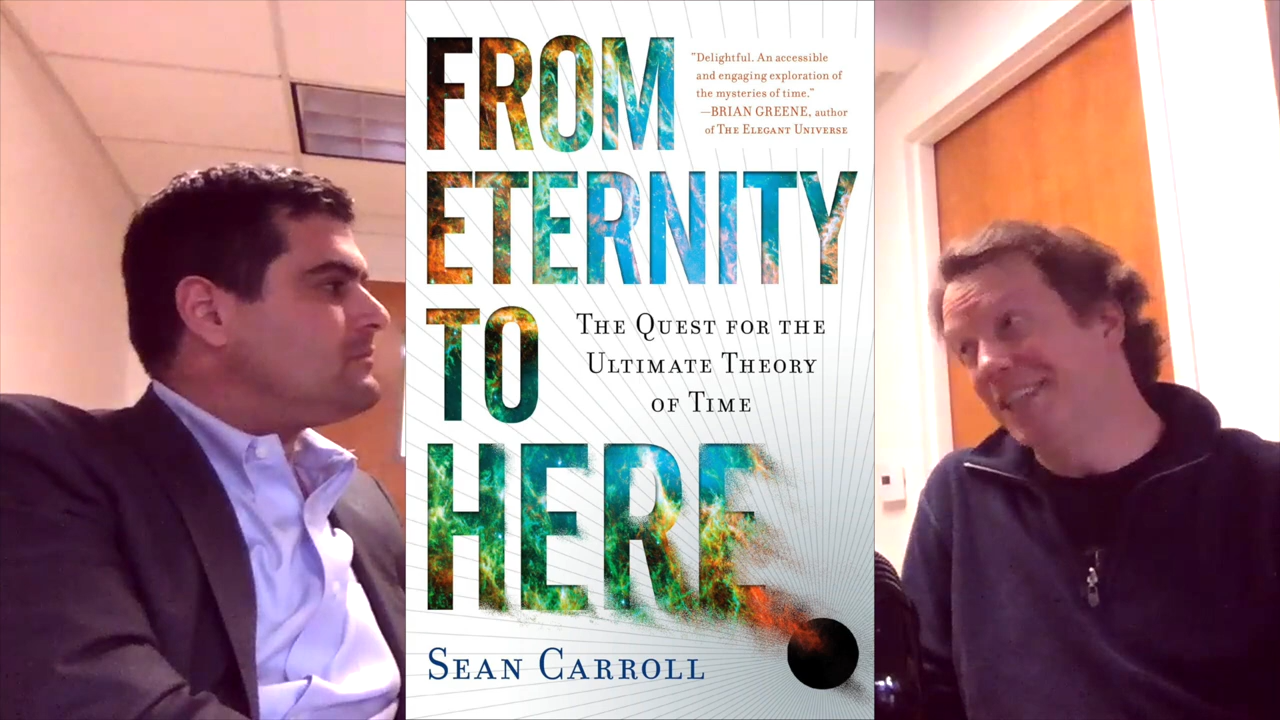 FROM
"Delightful. An accessible
and engaging exploration of
the mysteries of time."
—BRIAN GREENE, author
of THE ELEGANT UNIVERSE
ETERNITY
TO
THE QUEST FOR THE
ULTIMATE THEORY
OF TIME
HERE
SEAN CARROLL